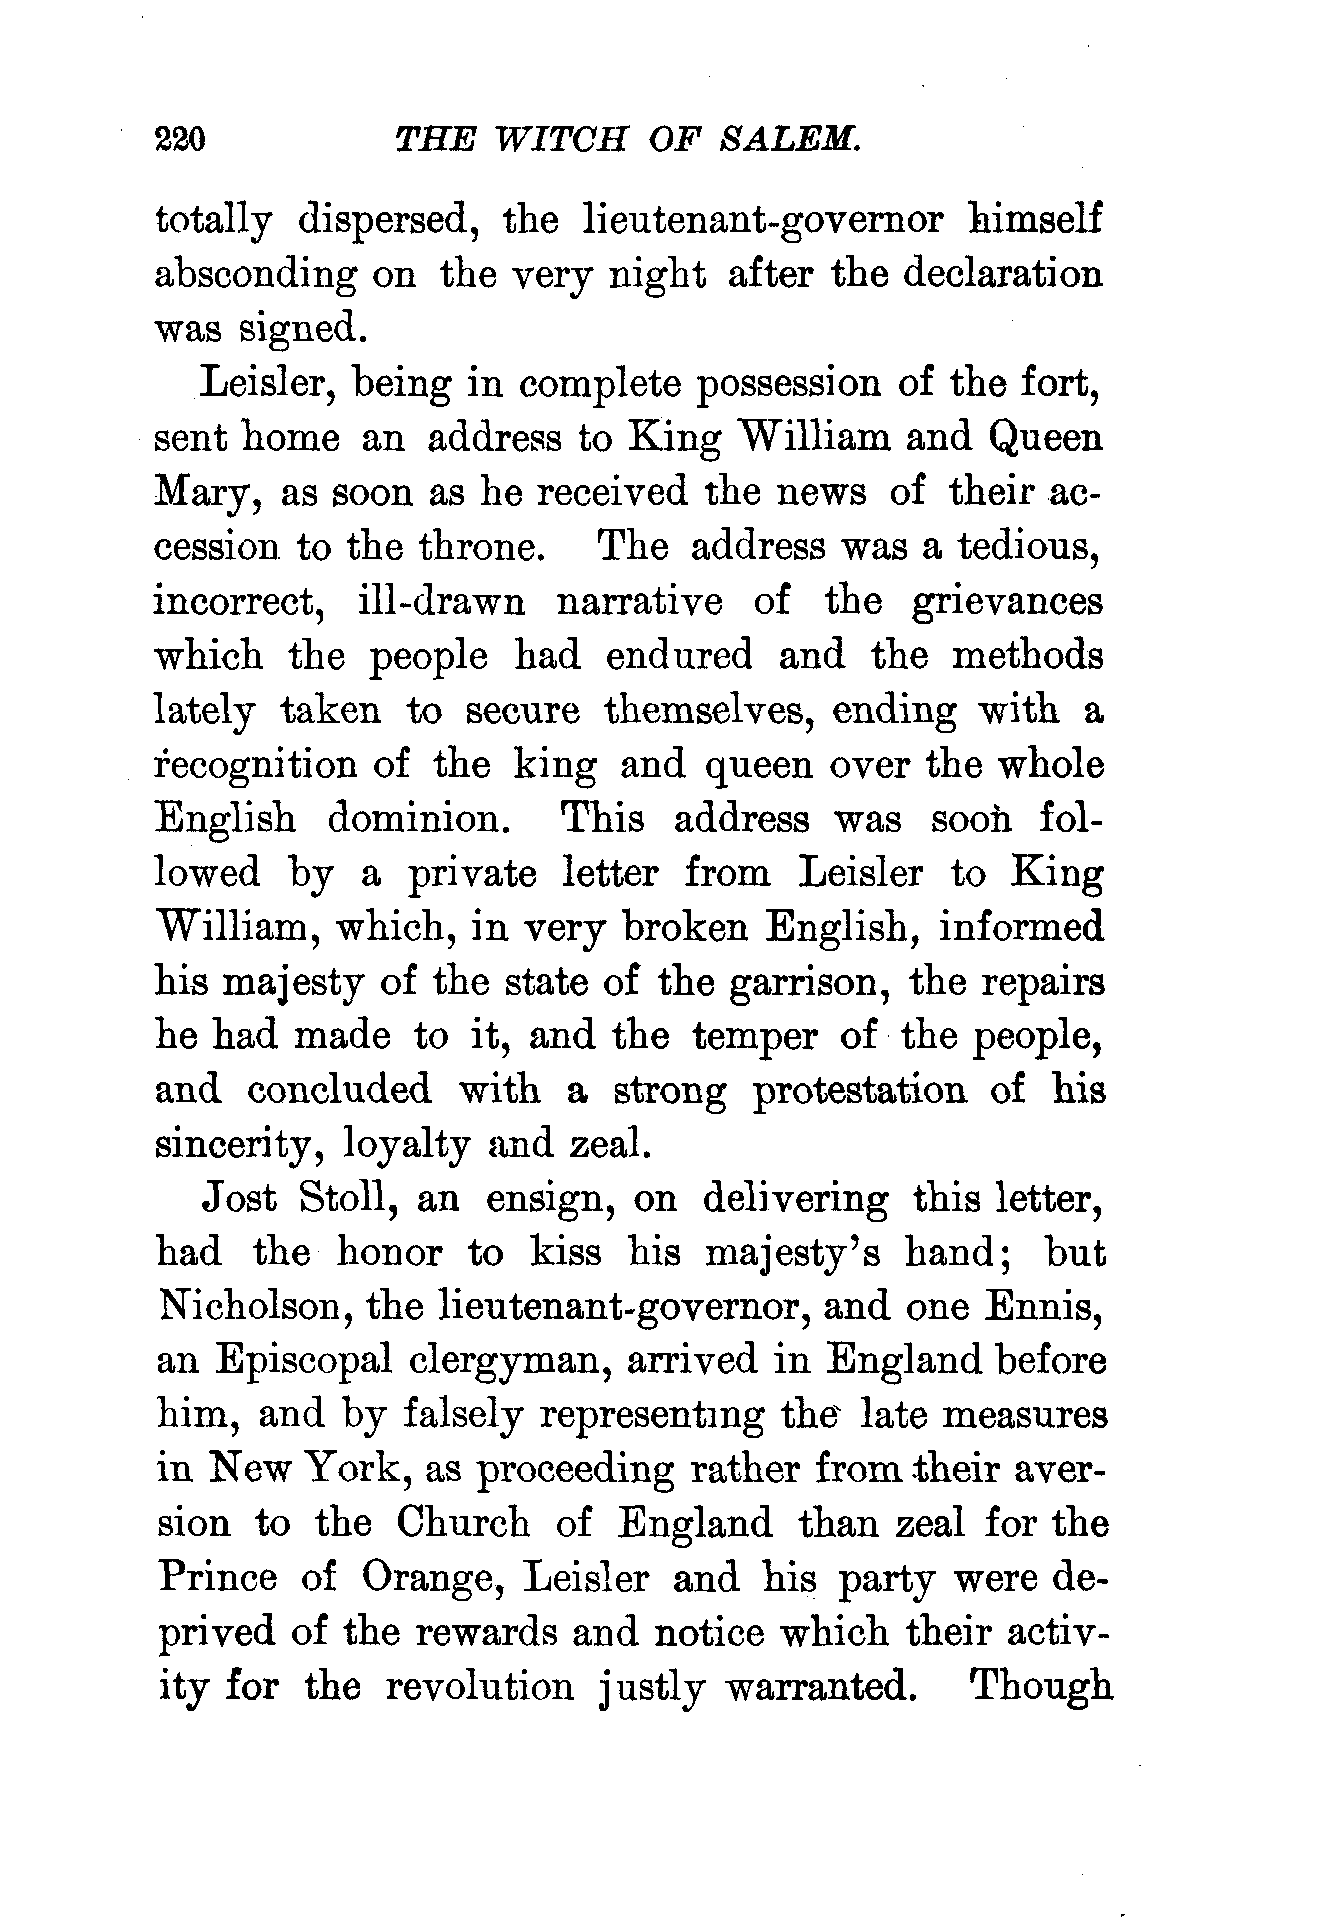 220 THE WITCH OF SALEM.
totally dispersed, the lieutenant-governor himself
absconding on the very night after the declaration
was signed.
Leisler, being in complete possession of the fort,
sent home an address to King William and Queen
Mary, as soon as he received the news of their ac-
cession to the throne. The address was a tedious,
incorrect, ill-drawn narrative of the grievances
which the people had endured and the methods
lately taken to secure themselves, ending with a
recognition of the king and queen over the whole
English dominion. This address was soon fol-
lowed by a private letter from Leisler to King
William, which, in very broken English, informed
his majesty of the state of the garrison, the repairs
he had made to it, and the temper of the people,
and concluded with a strong protestation of his
sincerity, loyalty and zeal.
Jost Stoll, an ensign, on delivering this letter,
had the honor to kiss his majesty's hand; but
Nicholson, the lieutenant-governor, and one Ennis,
an Episcopal clergyman, arrived in England before
him, and by falsely representing the late measures
in New York, as proceeding rather from their aver-
sion to the Church of England than zeal for the
Prince of Orange, Leisler and his party were de-
prived of the rewards and notice which their activ-
ity for the revolution justly warranted. Though